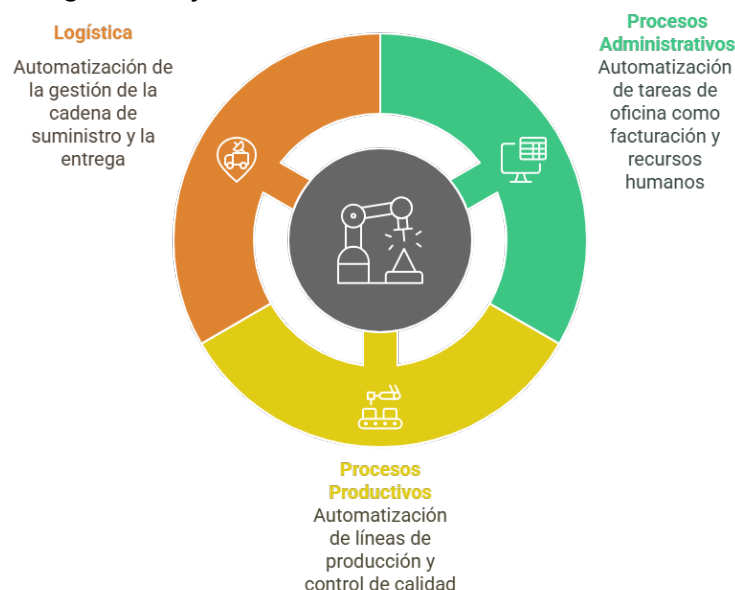 Logística
Automatización de
la gestión de la
cadena de
suministro y la
entrega
Procesos
Administrativos
Automatización
de tareas de
oficina como
facturación y
recursos
humanos
Procesos
Productivos
Automatización
de líneas de
producción y
control de calidad